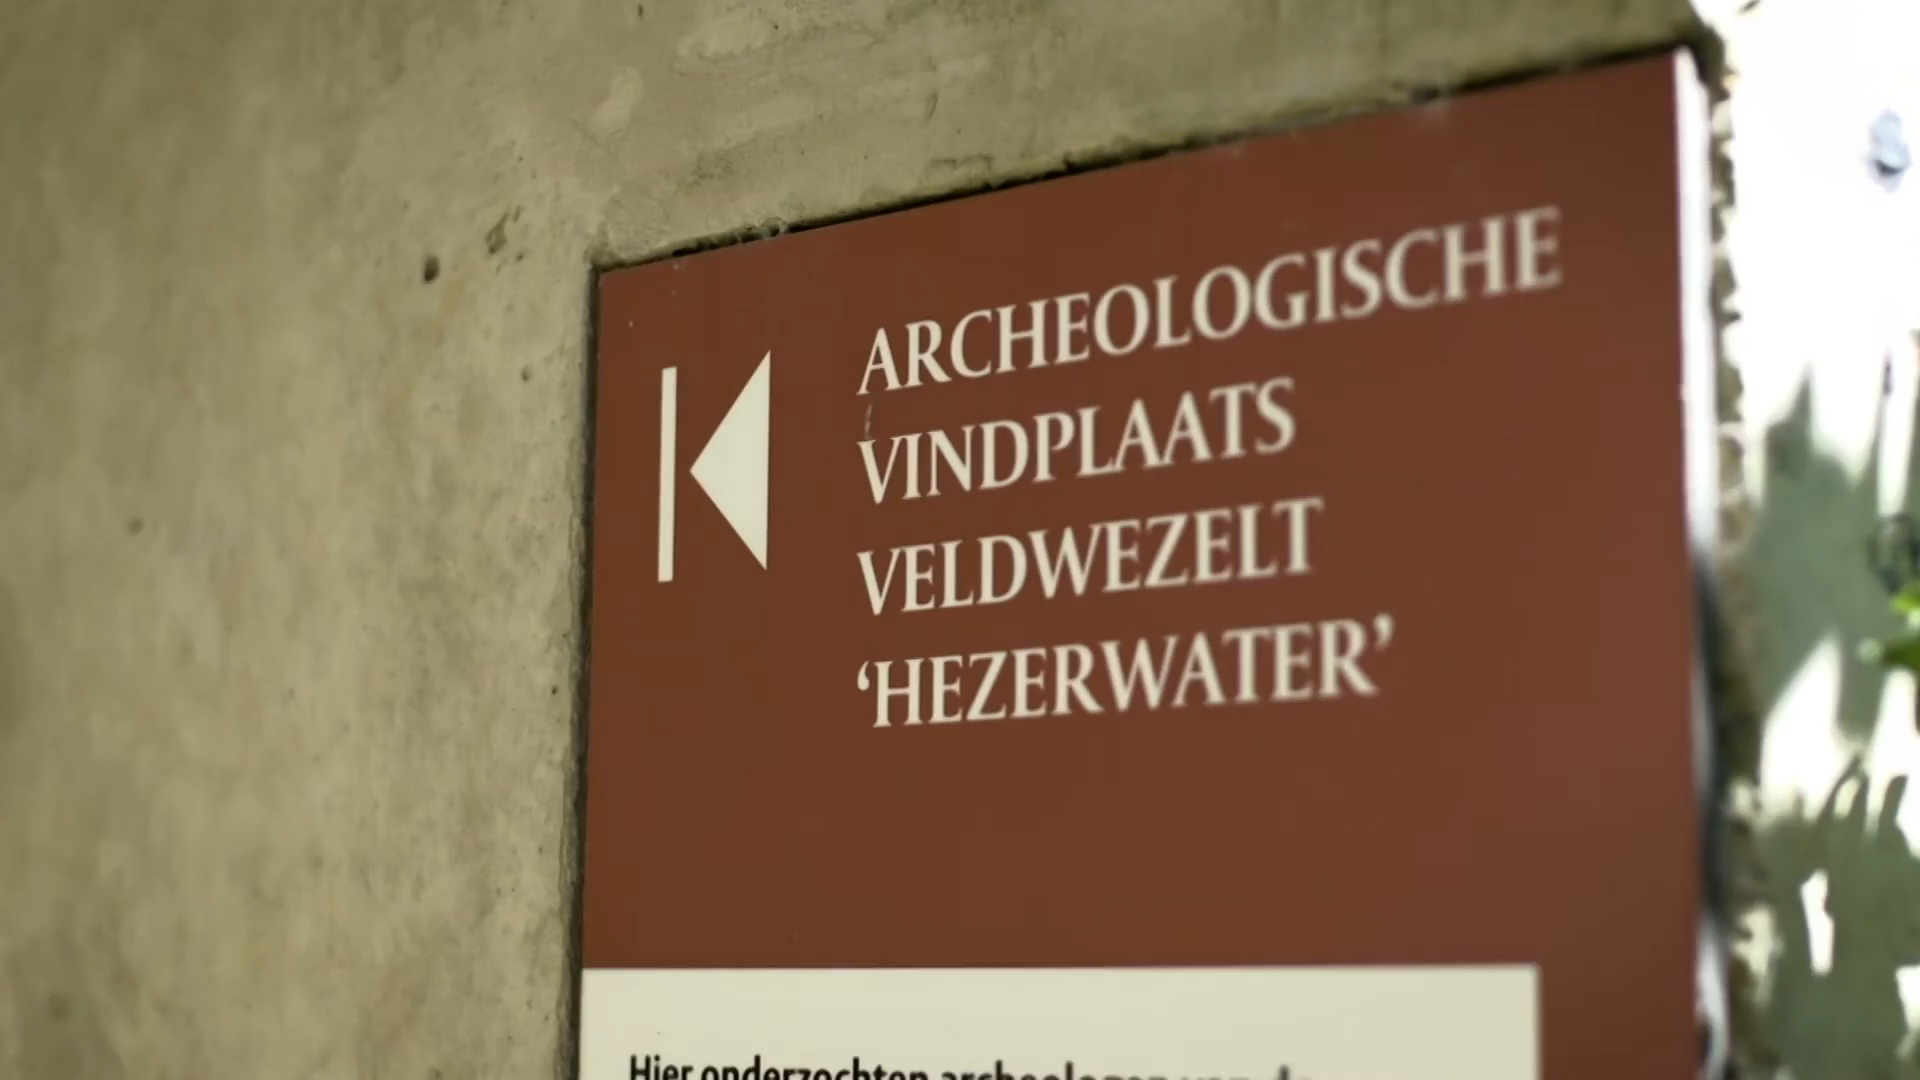 ARCHEOLOGISCHE
VINDPLAATS
VELDWEZELT
‘HEZERWATER’
Hier onderzochten archeologen van de